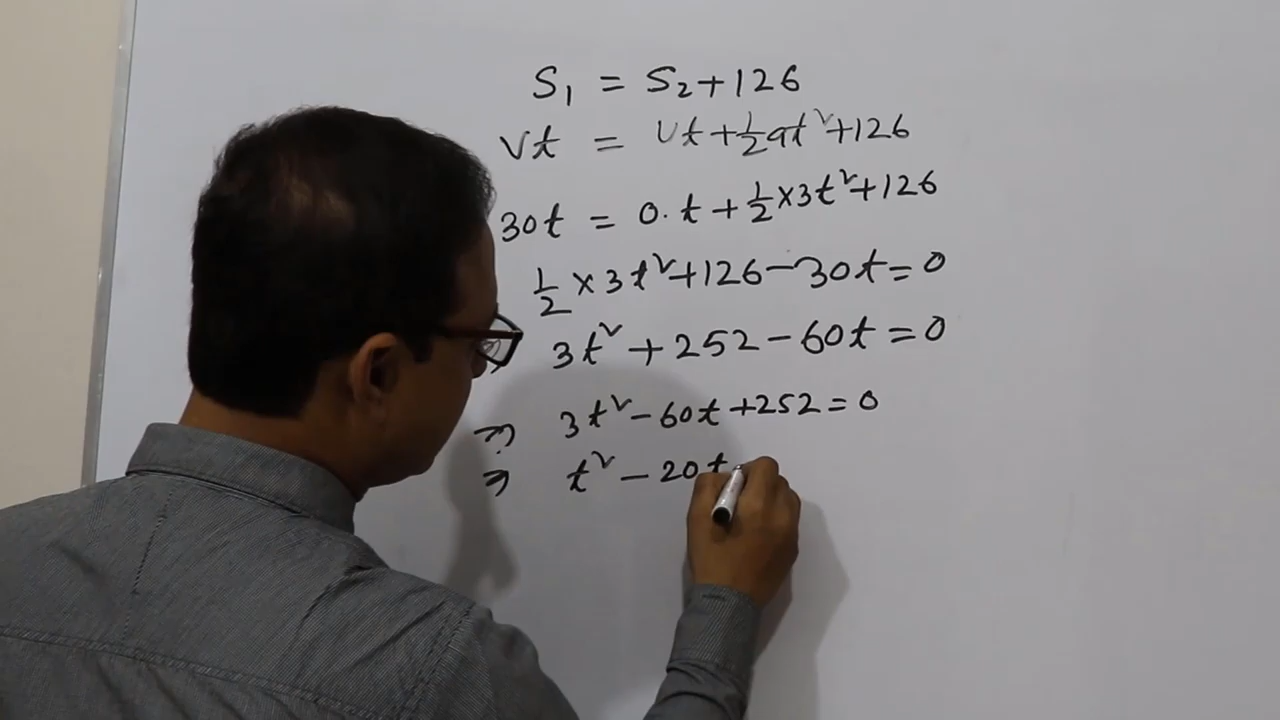 S₁ = S₂+126
Vt = Ut+½at²+126
30t = 0.t+½×3t²+126
½×3t²+126−30t=0
⇒ 3t²+252−60t=0
⇒ 3t²−60t+252=0
⇒ t²−20t